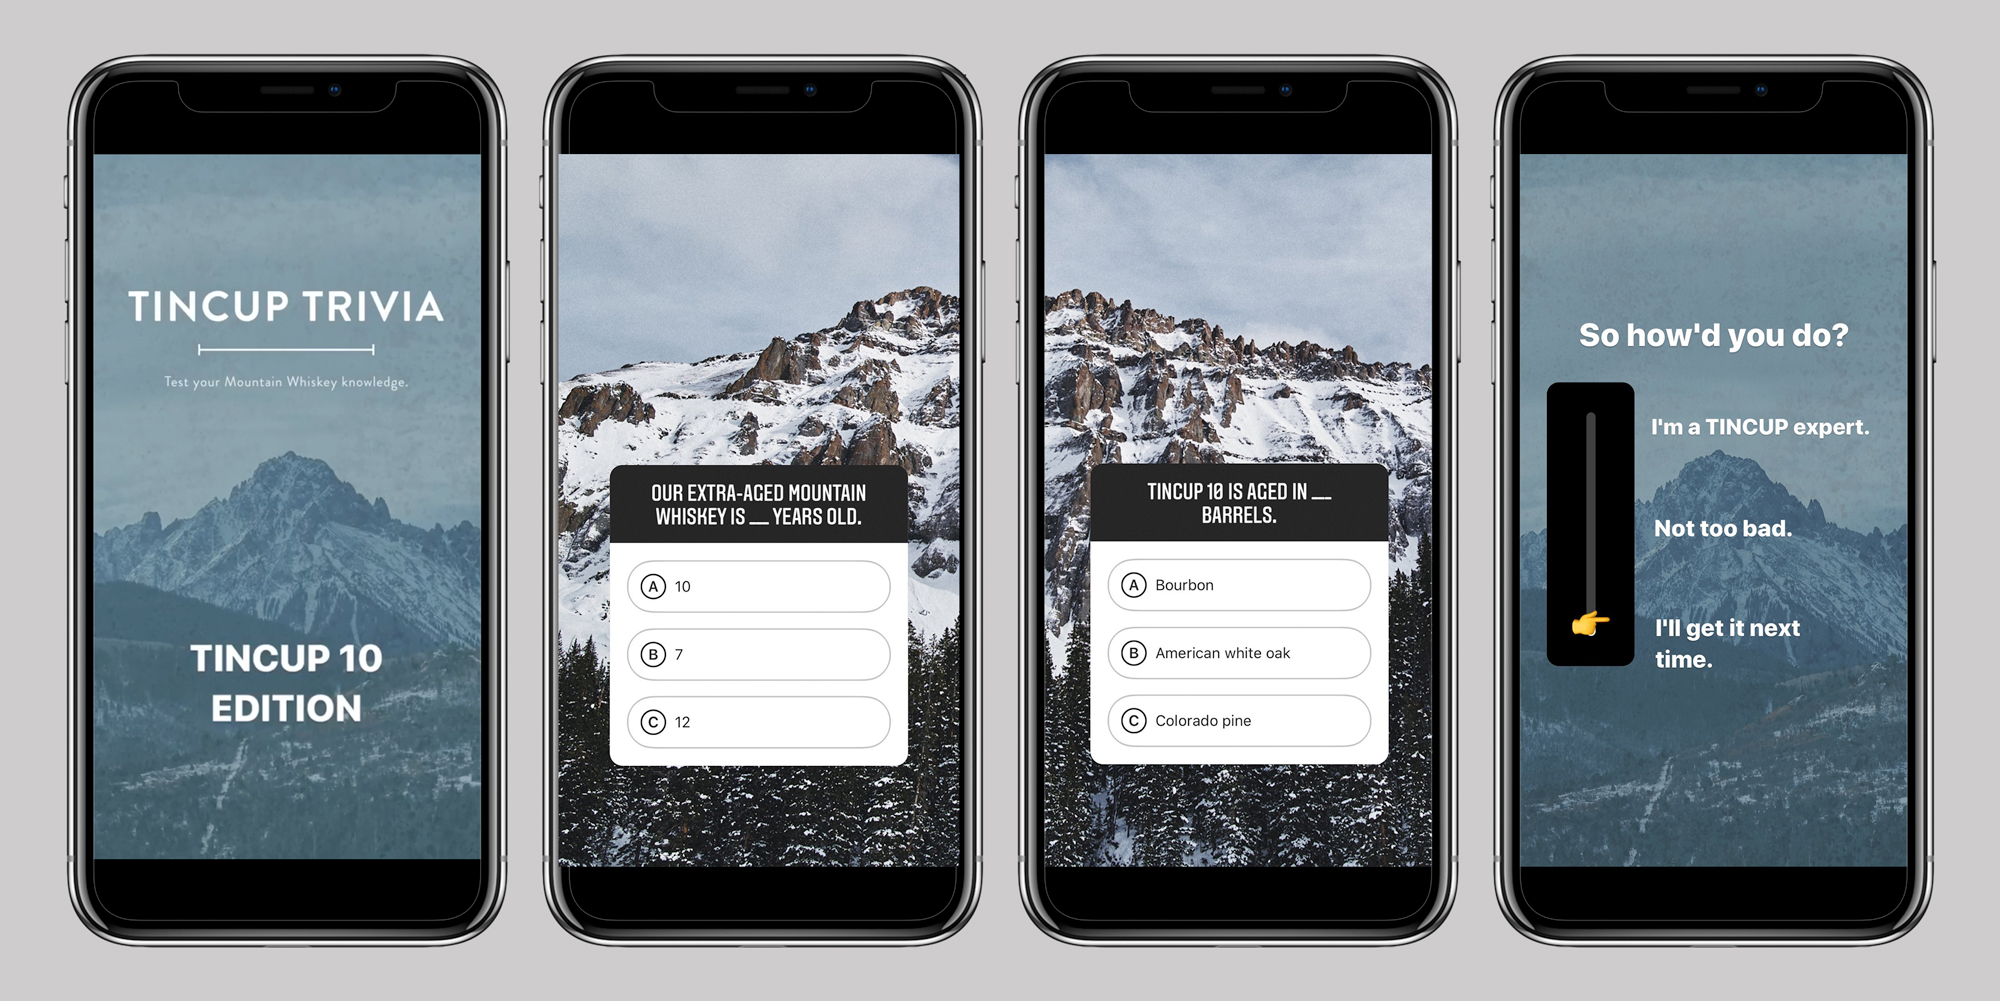 TINCUP TRIVIA
Test your Mountain Whiskey knowledge.
TINCUP 10
EDITION
OUR EXTRA-AGED MOUNTAIN
WHISKEY IS __ YEARS OLD.
A 10
B 7
C 12
TINCUP 10 IS AGED IN __
BARRELS.
A Bourbon
B American white oak
C Colorado pine
So how'd you do?
I'm a TINCUP expert.
Not too bad.
I'll get it next
time.